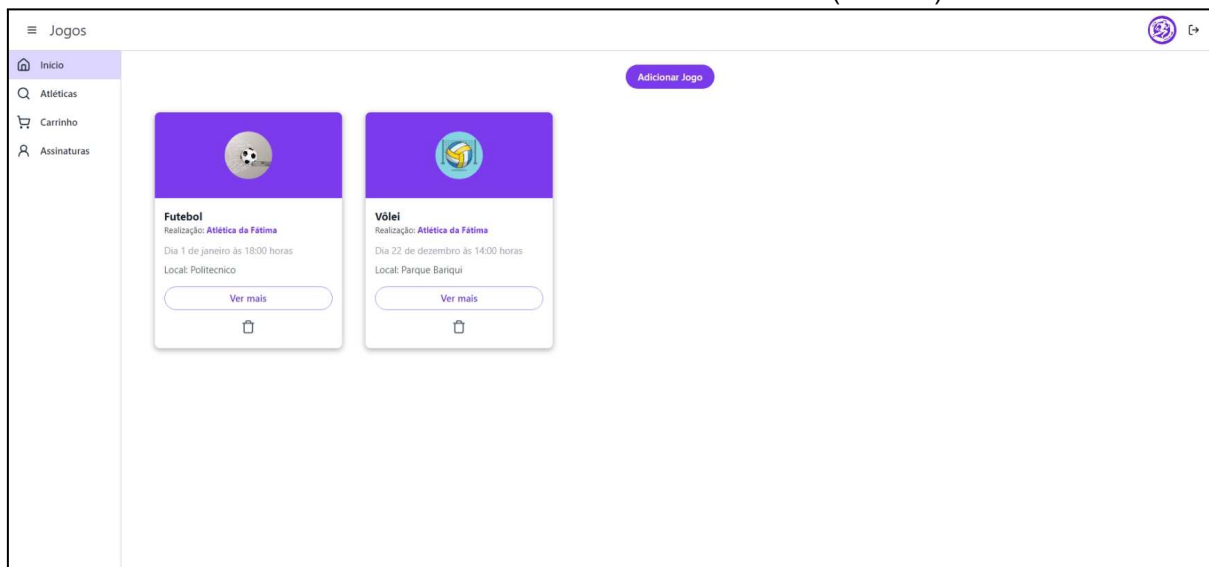 Jogos
Inicio
Atléticas
Carrinho
Assinaturas
Adicionar Jogo
Futebol
Realização: Atlética da Fátima
Dia 1 de janeiro às 18:00 horas
Local: Politecnico
Ver mais
Vôlei
Realização: Atlética da Fátima
Dia 22 de dezembro às 14:00 horas
Local: Parque Bariqui
Ver mais